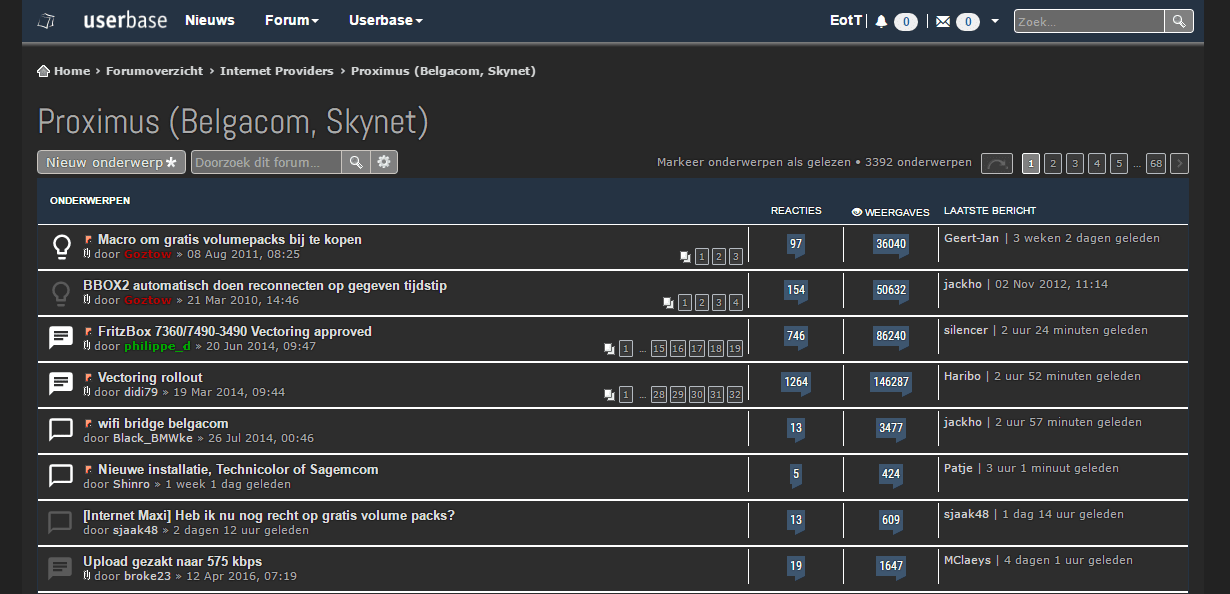 userbase Nieuws Forum Userbase EotT 0 0 Zoek...
Home › Forumoverzicht › Internet Providers › Proximus (Belgacom, Skynet)
Proximus (Belgacom, Skynet)
Nieuw onderwerp* Doorzoek dit forum... Markeer onderwerpen als gelezen • 3392 onderwerpen 1 2 3 4 5 ... 68
ONDERWERPEN REACTIES WEERGAVES LAATSTE BERICHT
Macro om gratis volumepacks bij te kopen 97 36040 Geert-Jan | 3 weken 2 dagen geleden
door Goztow » 08 Aug 2011, 08:25 1 2 3
BBOX2 automatisch doen reconnecten op gegeven tijdstip 154 50632 jackho | 02 Nov 2012, 11:14
door Goztow » 21 Mar 2010, 14:46 1 2 3 4
FritzBox 7360/7490-3490 Vectoring approved 746 86240 silencer | 2 uur 24 minuten geleden
door philippe_d » 20 Jun 2014, 09:47 1 ... 15 16 17 18 19
Vectoring rollout 1264 146287 Haribo | 2 uur 52 minuten geleden
door didi79 » 19 Mar 2014, 09:44 1 ... 28 29 30 31 32
wifi bridge belgacom 13 3477 jackho | 2 uur 57 minuten geleden
door Black_BMWke » 26 Jul 2014, 00:46
Nieuwe installatie, Technicolor of Sagemcom 5 424 Patje | 3 uur 1 minuut geleden
door Shinro » 1 week 1 dag geleden
[Internet Maxi] Heb ik nu nog recht op gratis volume packs? 13 609 sjaak48 | 1 dag 14 uur geleden
door sjaak48 » 2 dagen 12 uur geleden
Upload gezakt naar 575 kbps 19 1647 MClaeys | 4 dagen 1 uur geleden
door broke23 » 12 Apr 2016, 07:19